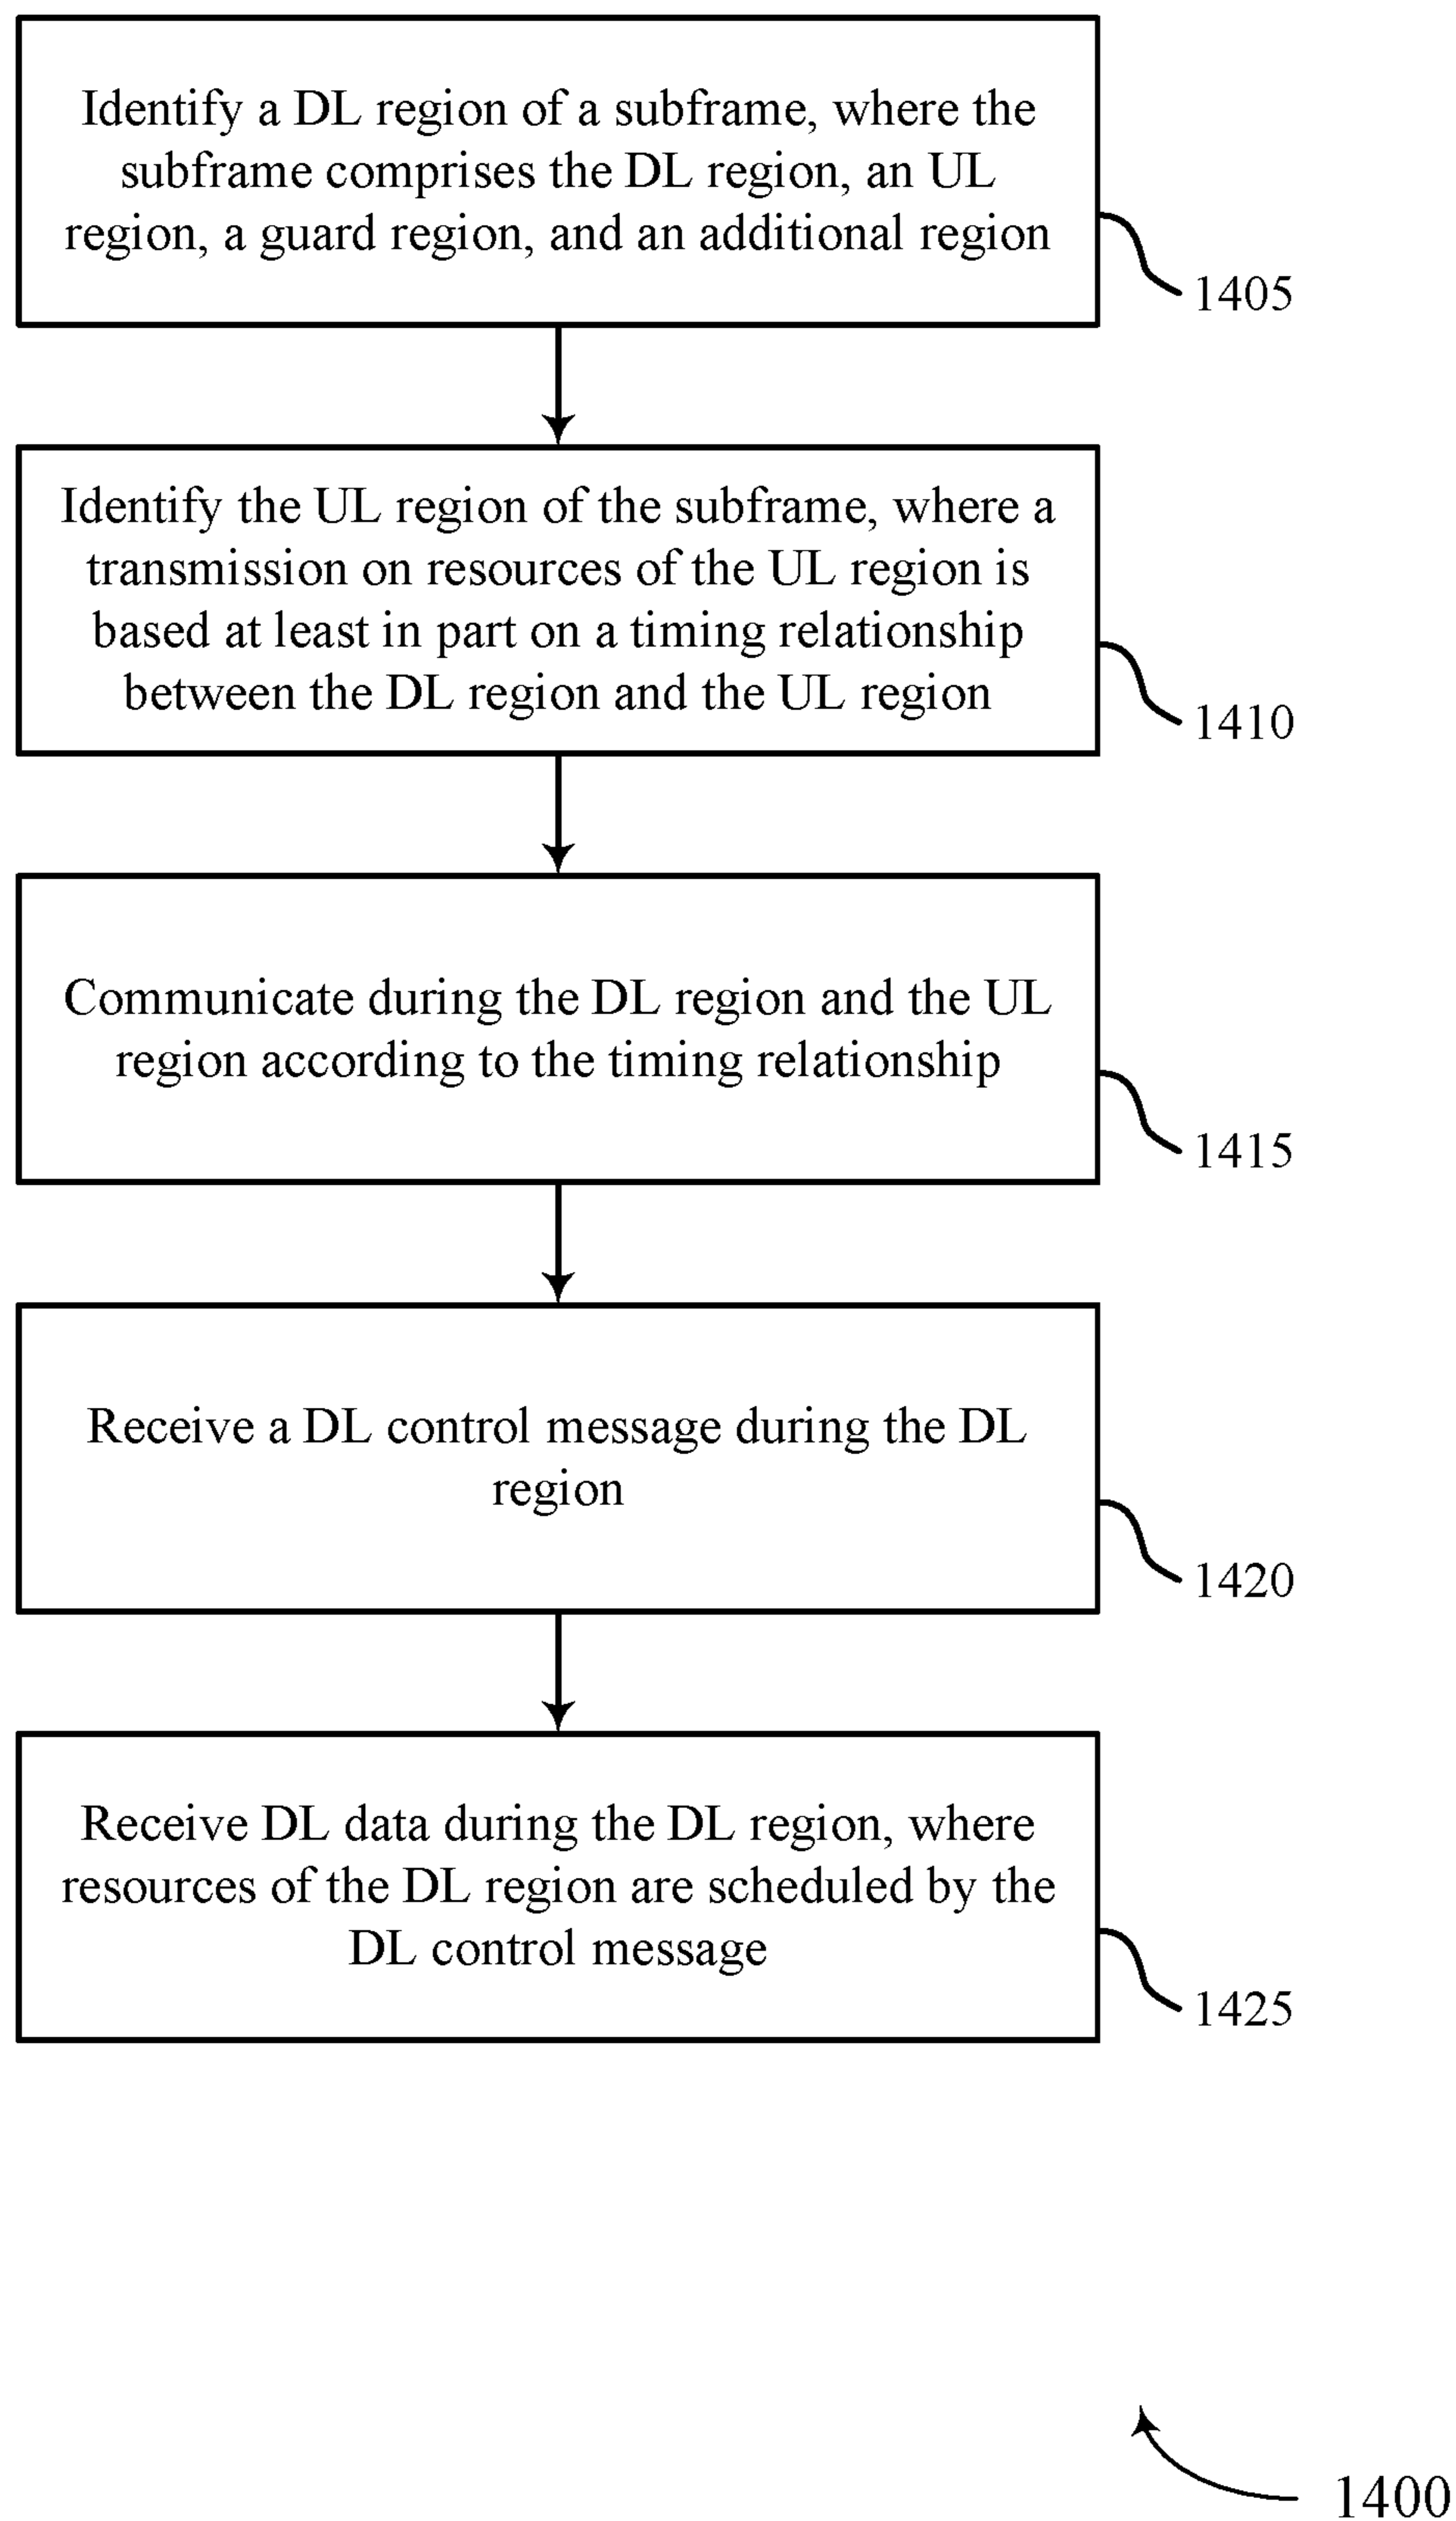 Identify a DL region of a subframe, where the
subframe comprises the DL region, an UL
region, a guard region, and an additional region
1405
Identify the UL region of the subframe, where a
transmission on resources of the UL region is
based at least in part on a timing relationship
between the DL region and the UL region
1410
Communicate during the DL region and the UL
region according to the timing relationship
1415
Receive a DL control message during the DL
region
1420
Receive DL data during the DL region, where
resources of the DL region are scheduled by the
DL control message
1425
1400